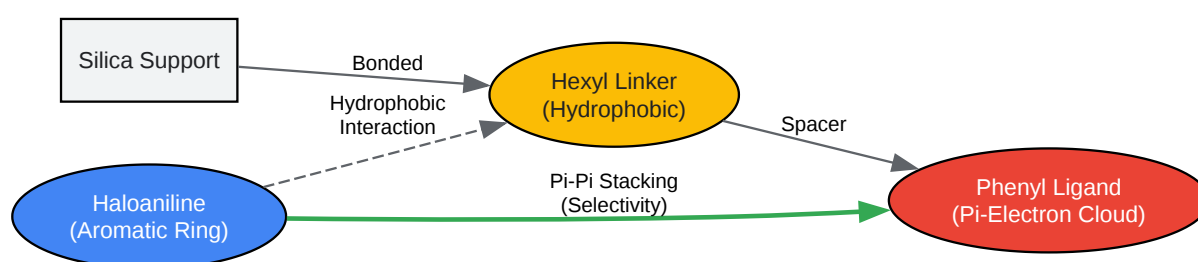 Silica Support
Bonded
Hexyl Linker
(Hydrophobic)
Hydrophobic
Interaction
Spacer
Haloaniline
(Aromatic Ring)
Pi-Pi Stacking
(Selectivity)
Phenyl Ligand
(Pi-Electron Cloud)